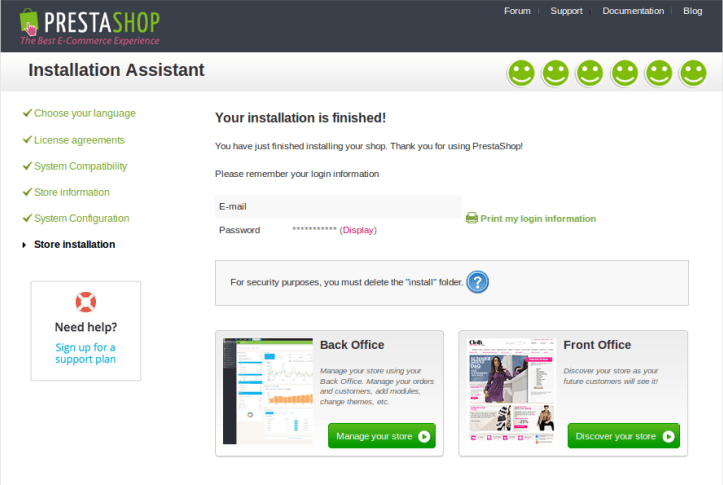 Forum Support Documentation Blog
PRESTASHOP
The Best E-Commerce Experience
Installation Assistant
Choose your language
License agreements
System Compatibility
Store information
System Configuration
Store installation
Need help?
Sign up for a
support plan
Your installation is finished!
You have just finished installing your shop. Thank you for using PrestaShop!
Please remember your login information
E-mail
Password *********** (Display)
Print my login information
For security purposes, you must delete the "install" folder. ?
Back Office
Manage your store using your
Back Office. Manage your orders
and customers, add modules,
change themes, etc.
Manage your store
Front Office
Discover your store as your
future customers will see it!
Discover your store